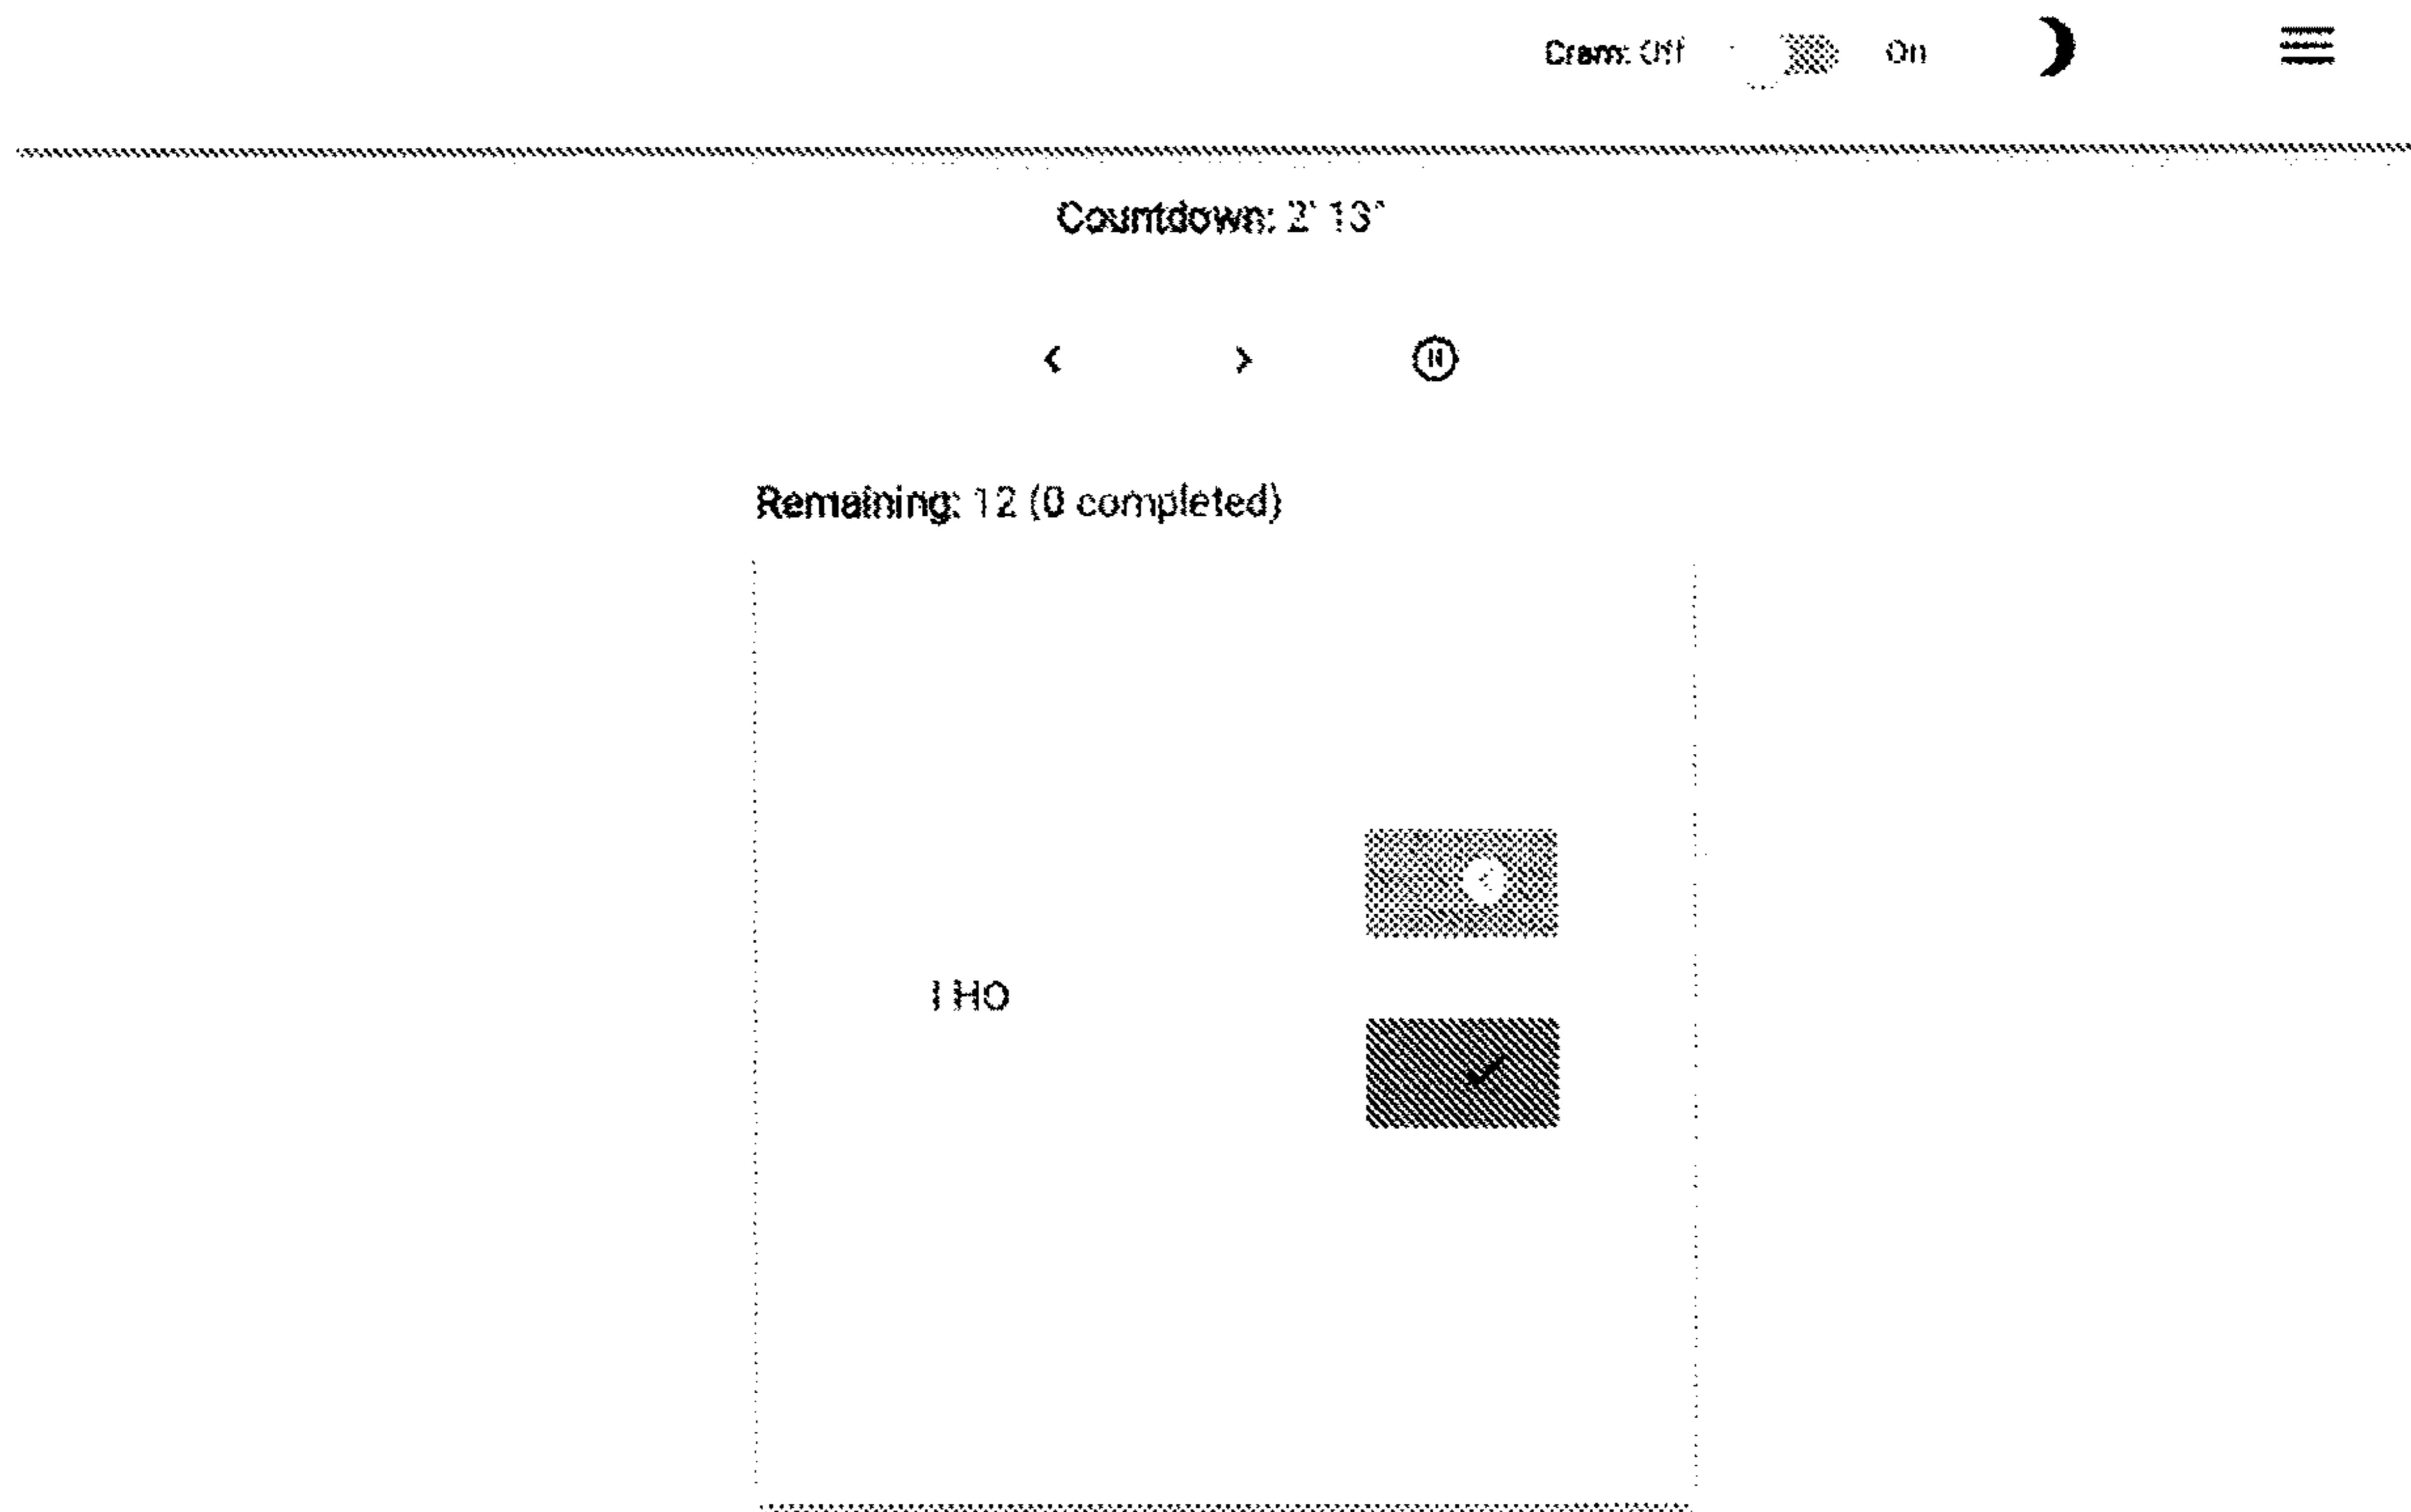 Cram: Off On
Countdown: 2' 13"
Remaining: 12 (0 completed)
I HO